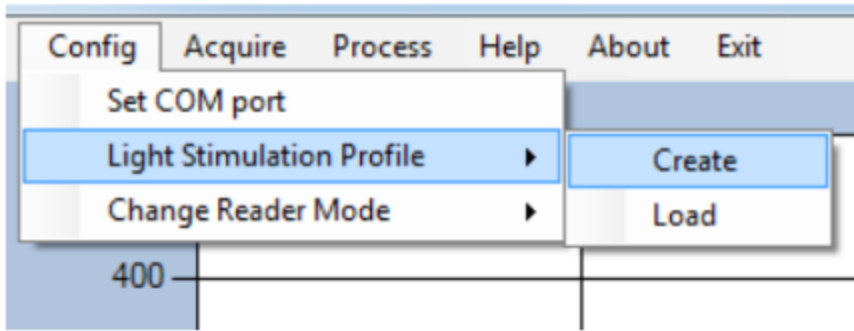 Config Acquire Process Help About Exit
Set COM port
Light Stimulation Profile Create
Change Reader Mode Load
400